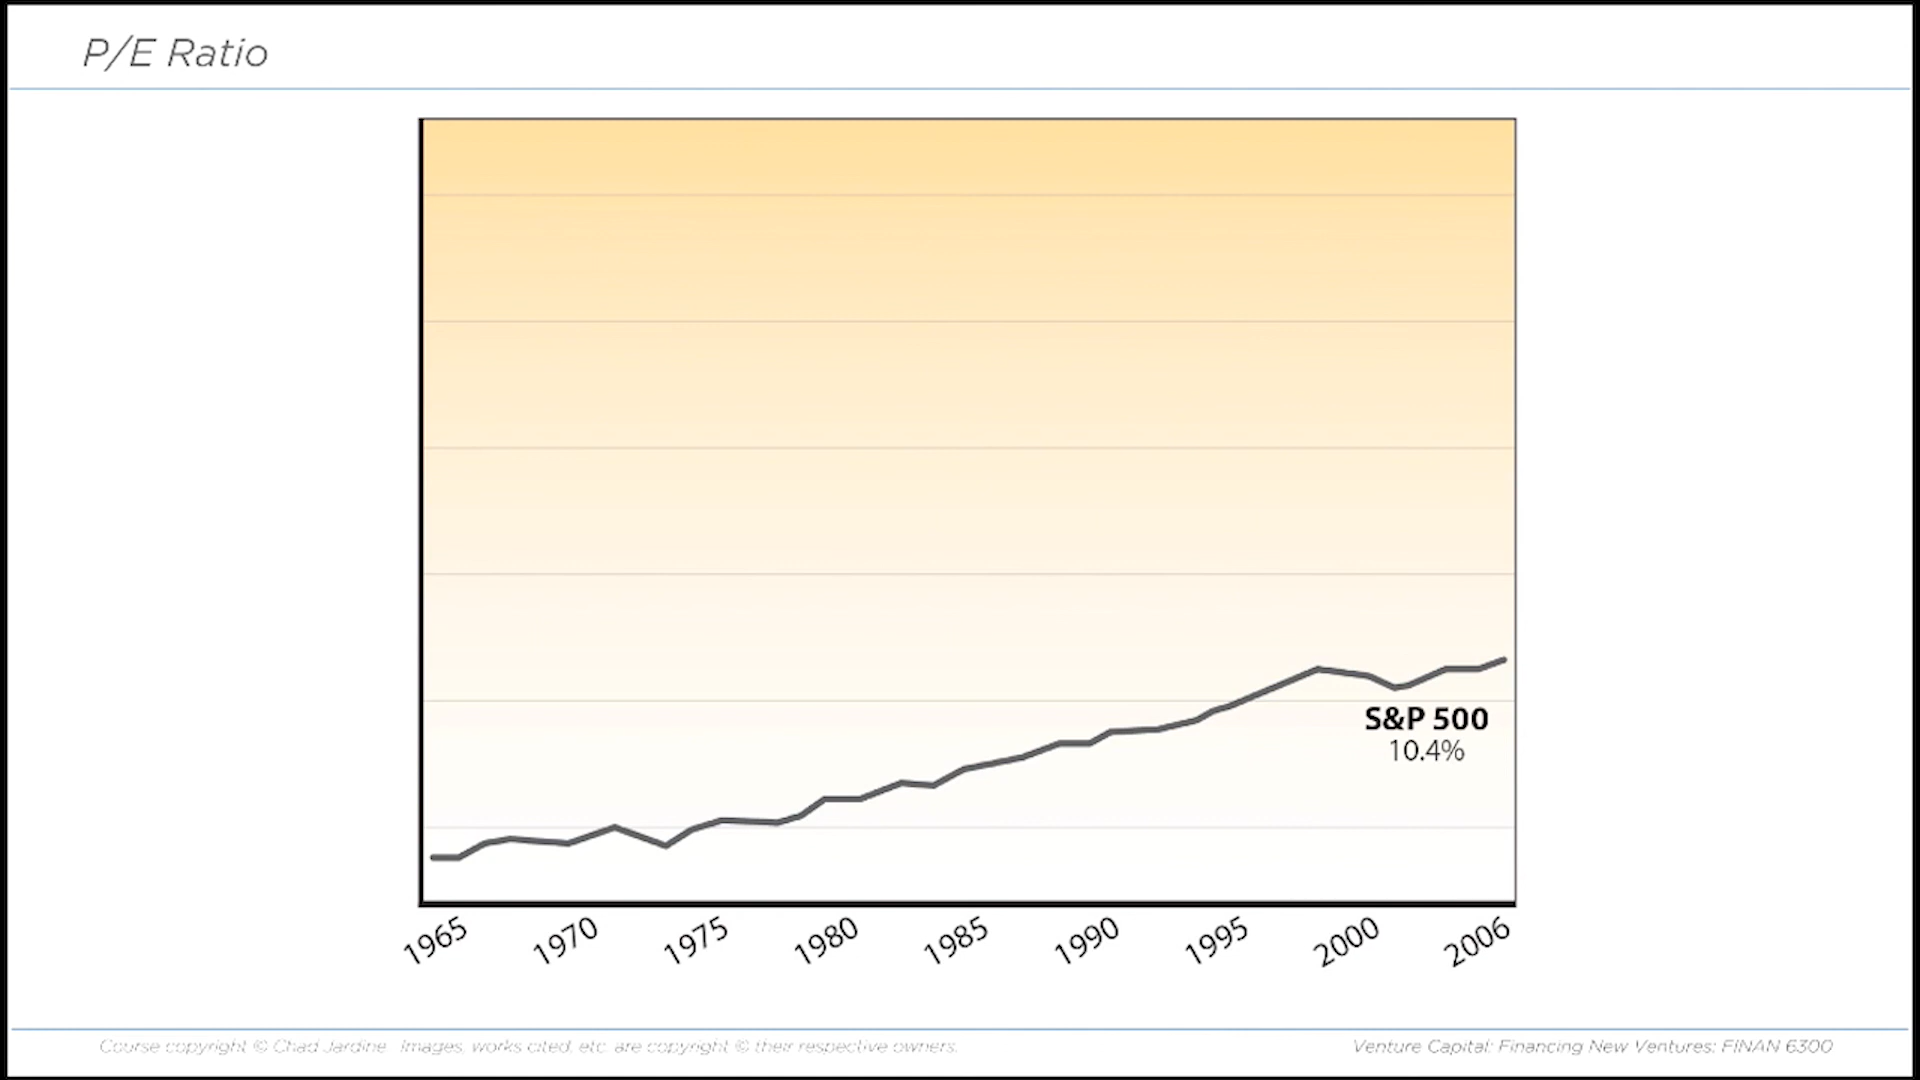 P/E Ratio
S&P 500
10.4%
1965 1970 1975 1980 1985 1990 1995 2000 2006
Course copyright © Chad Jardine. Images, works cited, etc. are copyright © their respective owners.
Venture Capital: Financing New Ventures: FINAN 6300